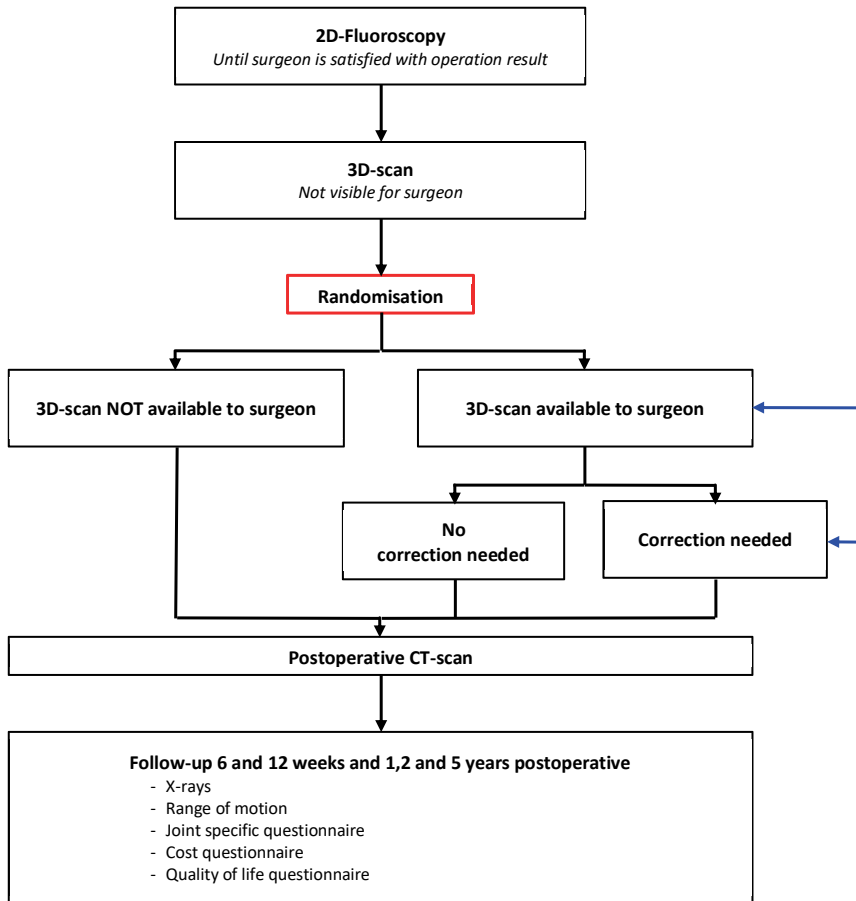 2D-Fluoroscopy
Until surgeon is satisfied with operation result
3D-scan
Not visible for surgeon
Randomisation
3D-scan NOT available to surgeon
3D-scan available to surgeon
No
correction needed
Correction needed
Postoperative CT-scan
Follow-up 6 and 12 weeks and 1,2 and 5 years postoperative
- X-rays
- Range of motion
- Joint specific questionnaire
- Cost questionnaire
- Quality of life questionnaire